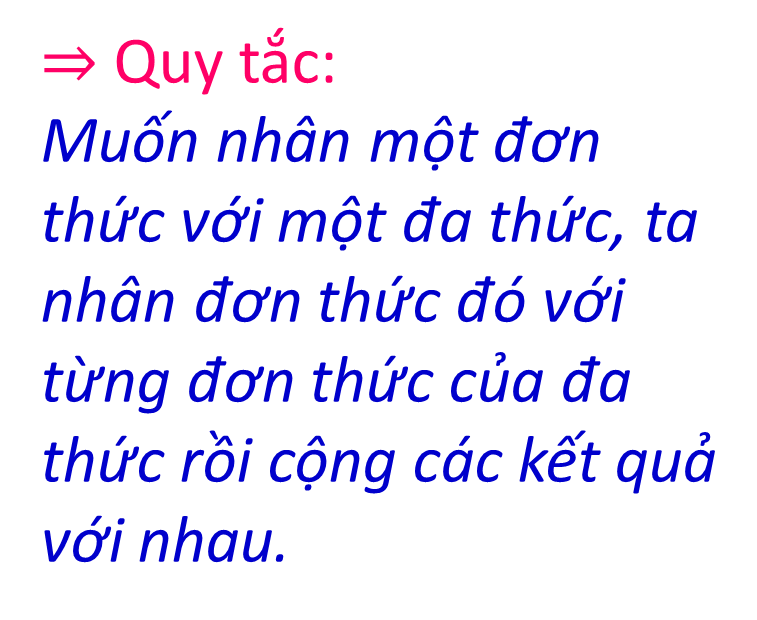 ⇒ Quy tắc:
Muốn nhân một đơn
thức với một đa thức, ta
nhân đơn thức đó với
từng đơn thức của đa
thức rồi cộng các kết quả
với nhau.